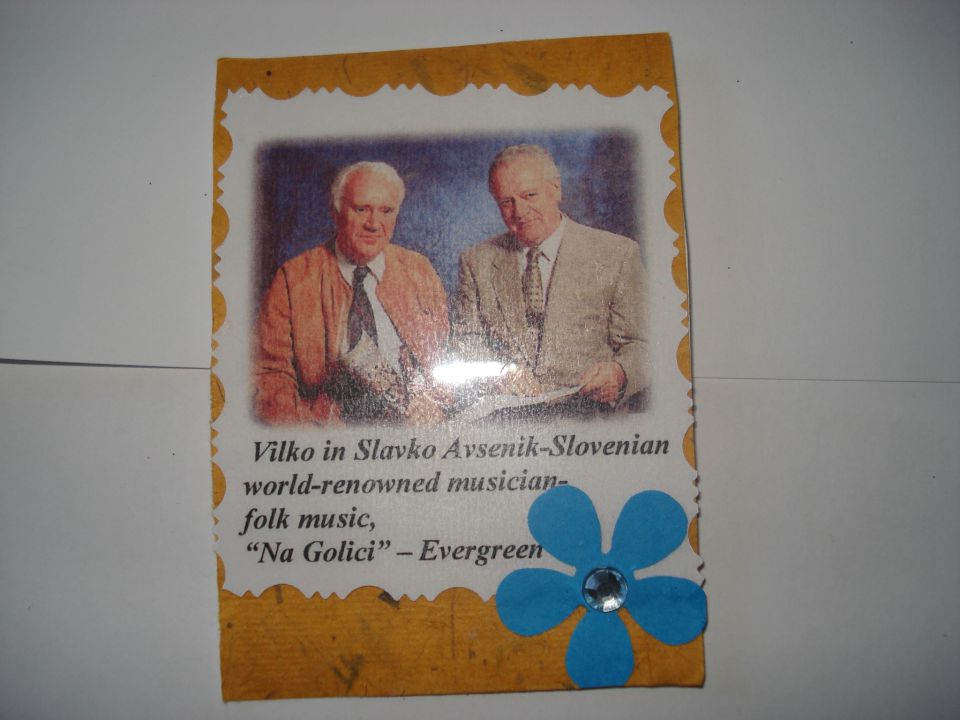 Vilko in Slavko Avsenik-Slovenian
world-renowned musician-
folk music,
“Na Golici” – Evergreen